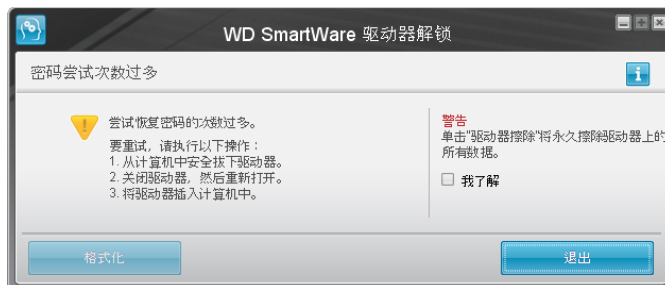 WD SmartWare 驱动器解锁
密码尝试次数过多
尝试恢复密码的次数过多。
要重试，请执行以下操作：
1. 从计算机中安全拔下驱动器。
2. 关闭驱动器，然后重新打开。
3. 将驱动器插入计算机中。
警告
单击"驱动器擦除"将永久擦除驱动器上的
所有数据。
我了解
格式化
退出